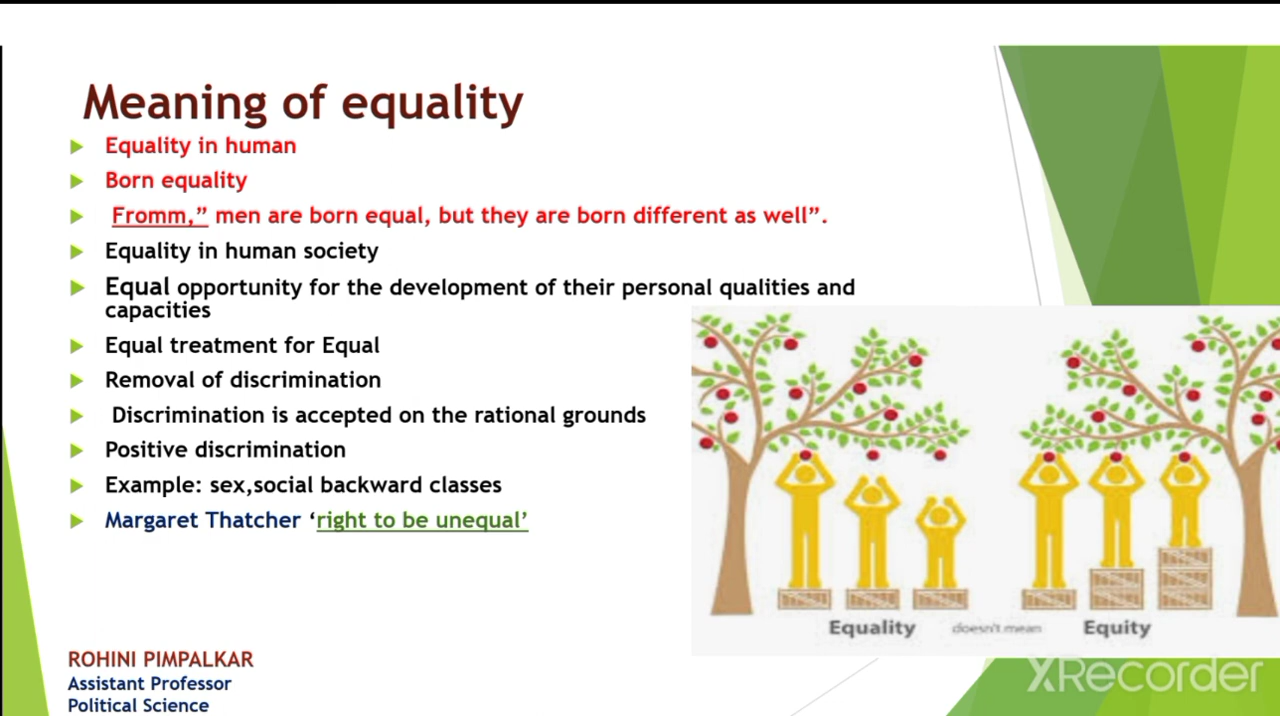 Meaning of equality
Equality in human
Born equality
Fromm,” men are born equal, but they are born different as well”.
Equality in human society
Equal opportunity for the development of their personal qualities and
capacities
Equal treatment for Equal
Removal of discrimination
Discrimination is accepted on the rational grounds
Positive discrimination
Example: sex,social backward classes
Margaret Thatcher ‘right to be unequal’
Equality doesn't mean Equity
ROHINI PIMPALKAR
Assistant Professor
Political Science
XRecorder